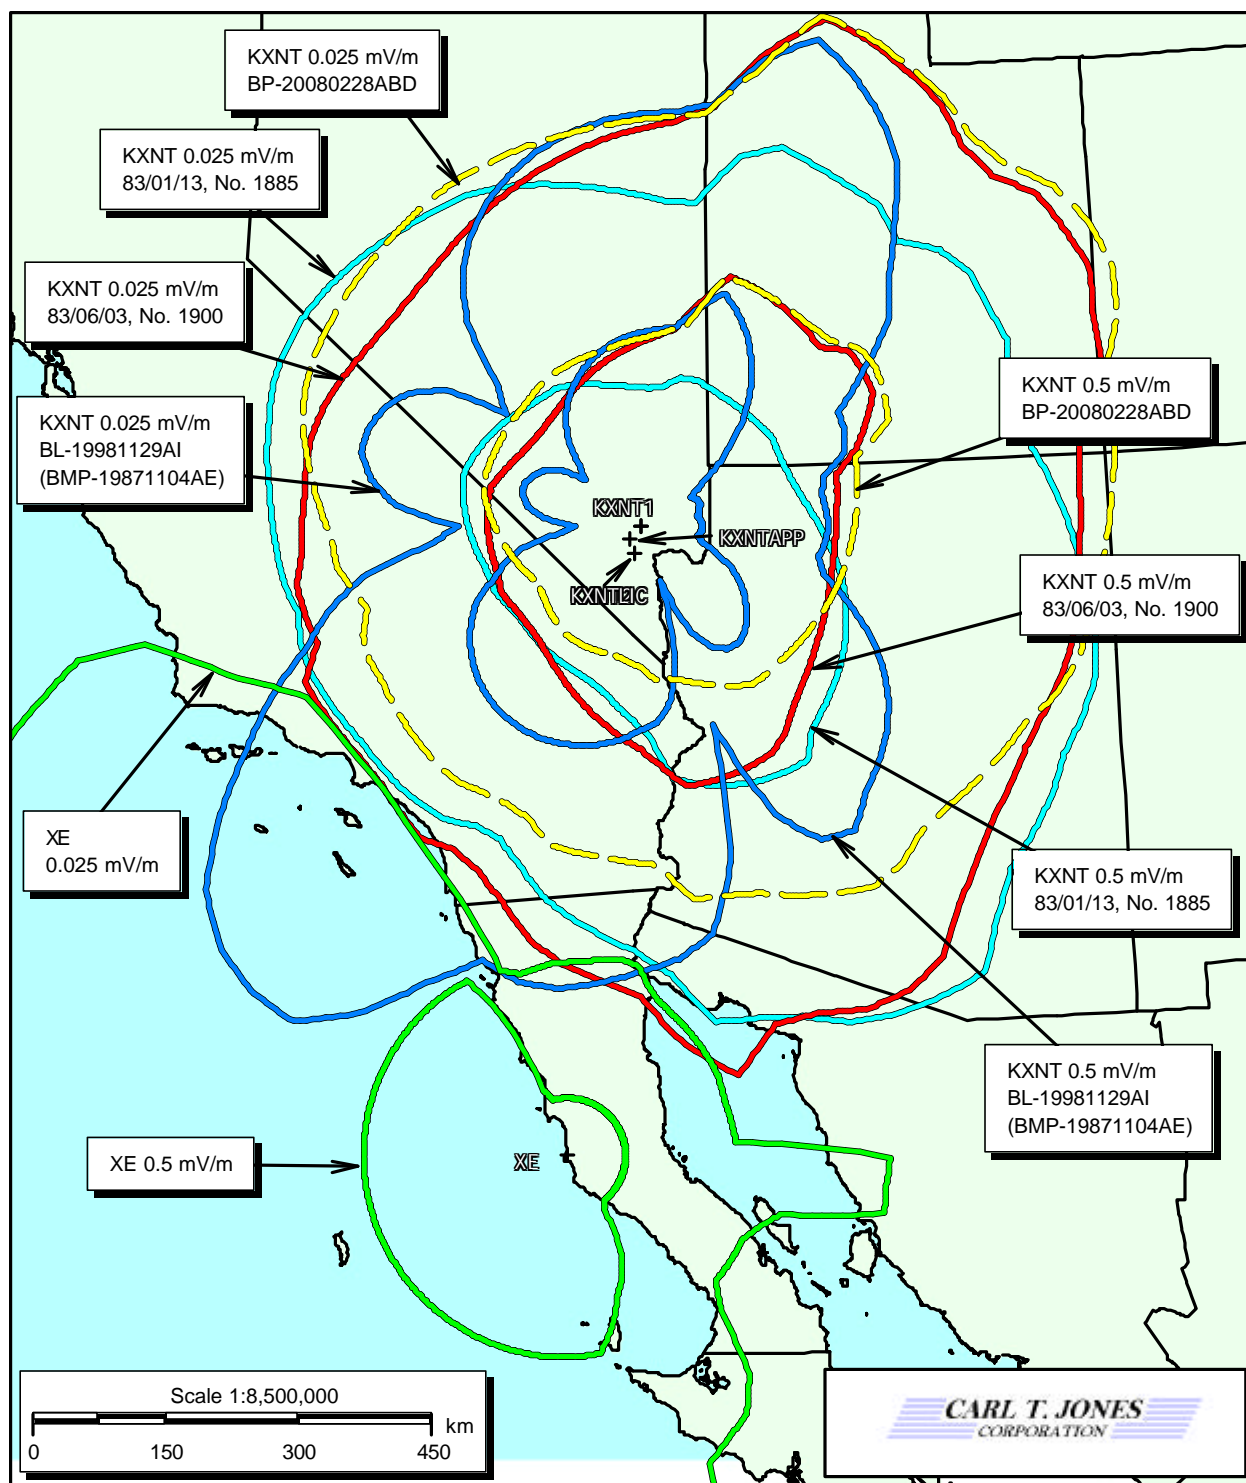 KXNT 0.025 mV/m
BP-20080228ABD
KXNT 0.025 mV/m
83/01/13, No. 1885
KXNT 0.025 mV/m
83/06/03, No. 1900
KXNT 0.5 mV/m
BP-20080228ABD
KXNT 0.025 mV/m
BL-19981129AI
(BMP-19871104AE)
KXNT1
KXNTAPP
KXNT 0.5 mV/m
83/06/03, No. 1900
XE
0.025 mV/m
KXNT 0.5 mV/m
83/01/13, No. 1885
KXNT 0.5 mV/m
BL-19981129AI
(BMP-19871104AE)
XE 0.5 mV/m
XE
Scale 1:8,500,000
km
0 150 300 450
CARL T. JONES
CORPORATION